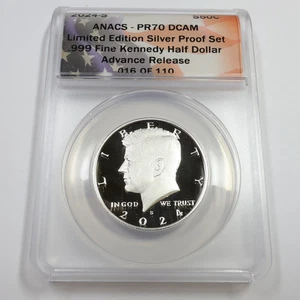 2024-S S50C
ANACS - PR70 DCAM
Limited Edition Silver Proof Set
.999 Fine Kennedy Half Dollar
Advance Release
016 OF 110
LIBERTY
IN GOD WE TRUST
S
2024